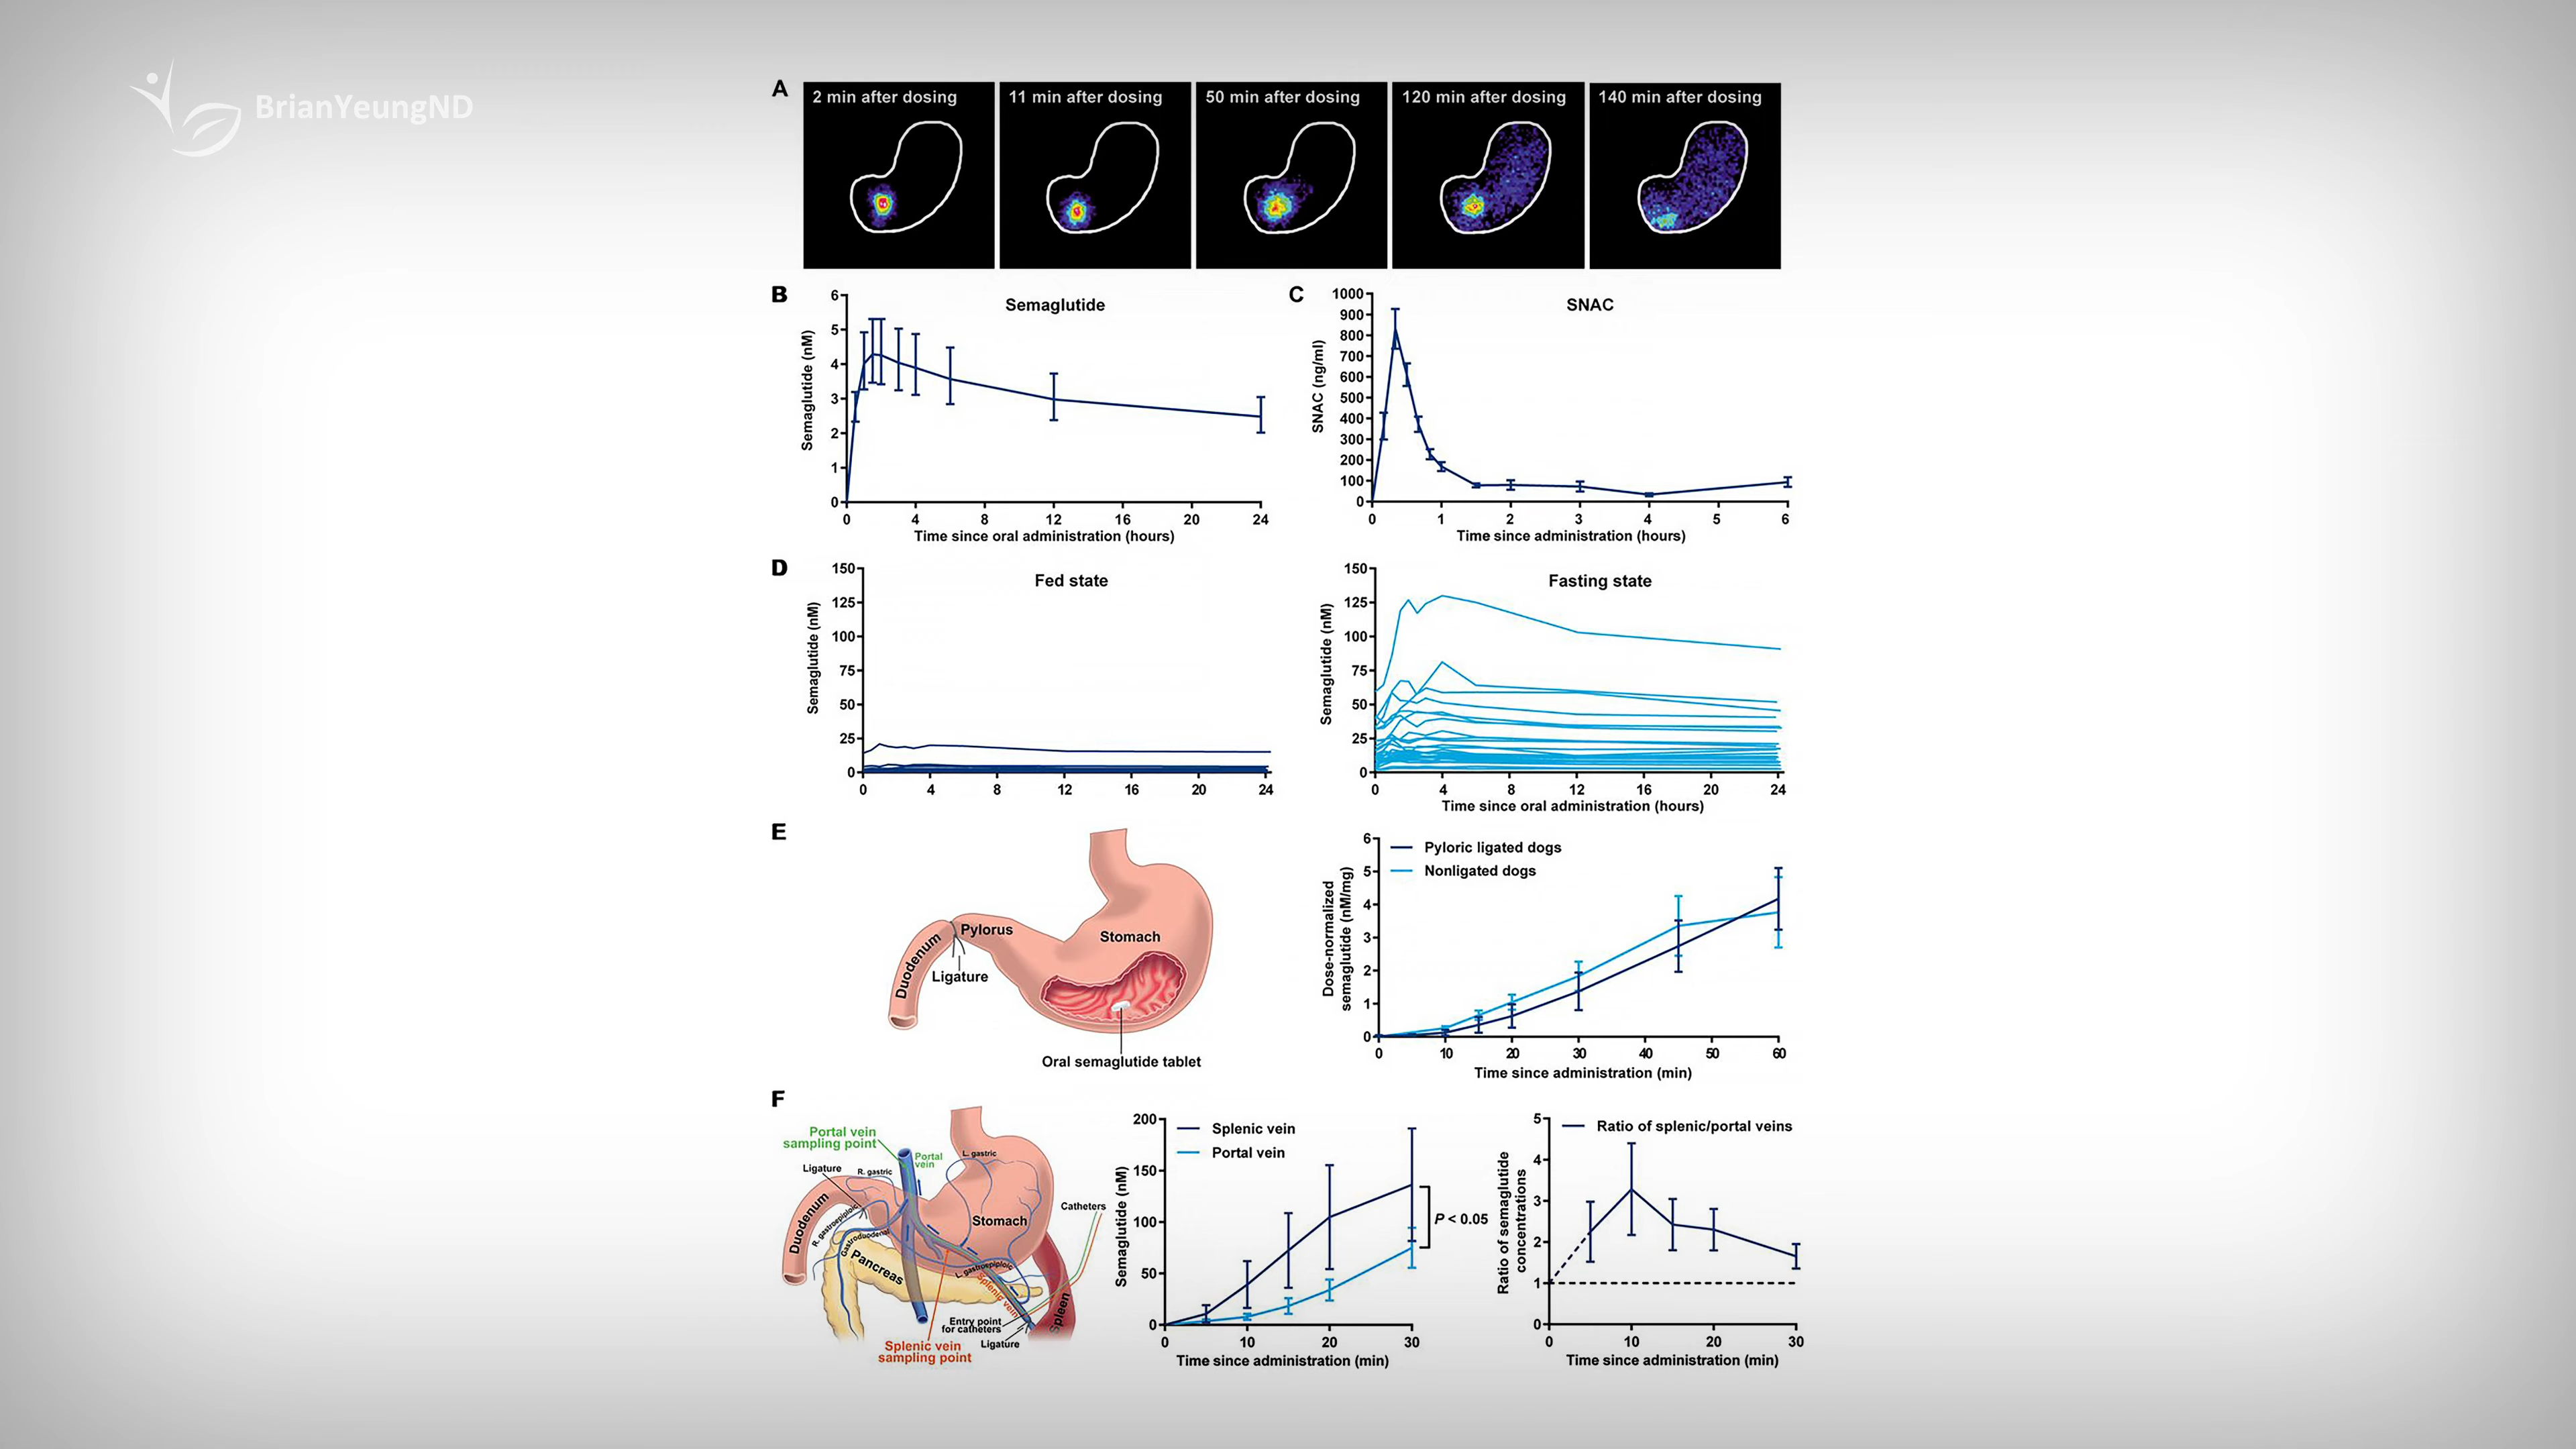 BrianYeungND
A
2 min after dosing
11 min after dosing
50 min after dosing
120 min after dosing
140 min after dosing
B
Semaglutide
Semaglutide (nM)
6
5
4
3
2
1
0
0 4 8 12 16 20 24
Time since oral administration (hours)
C
SNAC
SNAC (ng/ml)
1000
900
800
700
600
500
400
300
200
100
0
0 1 2 3 4 5 6
Time since administration (hours)
D
Fed state
Semaglutide (nM)
150
125
100
75
50
25
0
0 4 8 12 16 20 24
Fasting state
Semaglutide (nM)
150
125
100
75
50
25
0
0 4 8 12 16 20 24
Time since oral administration (hours)
E
Duodenum
Pylorus
Ligature
Stomach
Oral semaglutide tablet
Pyloric ligated dogs
Nonligated dogs
Dose-normalized
semaglutide (nM/mg)
6
5
4
3
2
1
0
0 10 20 30 40 50 60
Time since administration (min)
F
Portal vein
sampling point
Ligature
R. gastric
Portal
vein
L. gastric
Catheters
Duodenum
R. gastroepiploic
Gastroduodenal
Stomach
Pancreas
L. gastroepiploic
Splenic vein
Spleen
Entry point
for catheters
Ligature
Splenic vein
sampling point
Splenic vein
Portal vein
Semaglutide (nM)
200
150
100
50
0
0 10 20 30
Time since administration (min)
P < 0.05
Ratio of splenic/portal veins
Ratio of semaglutide
concentrations
5
4
3
2
1
0
0 10 20 30
Time since administration (min)